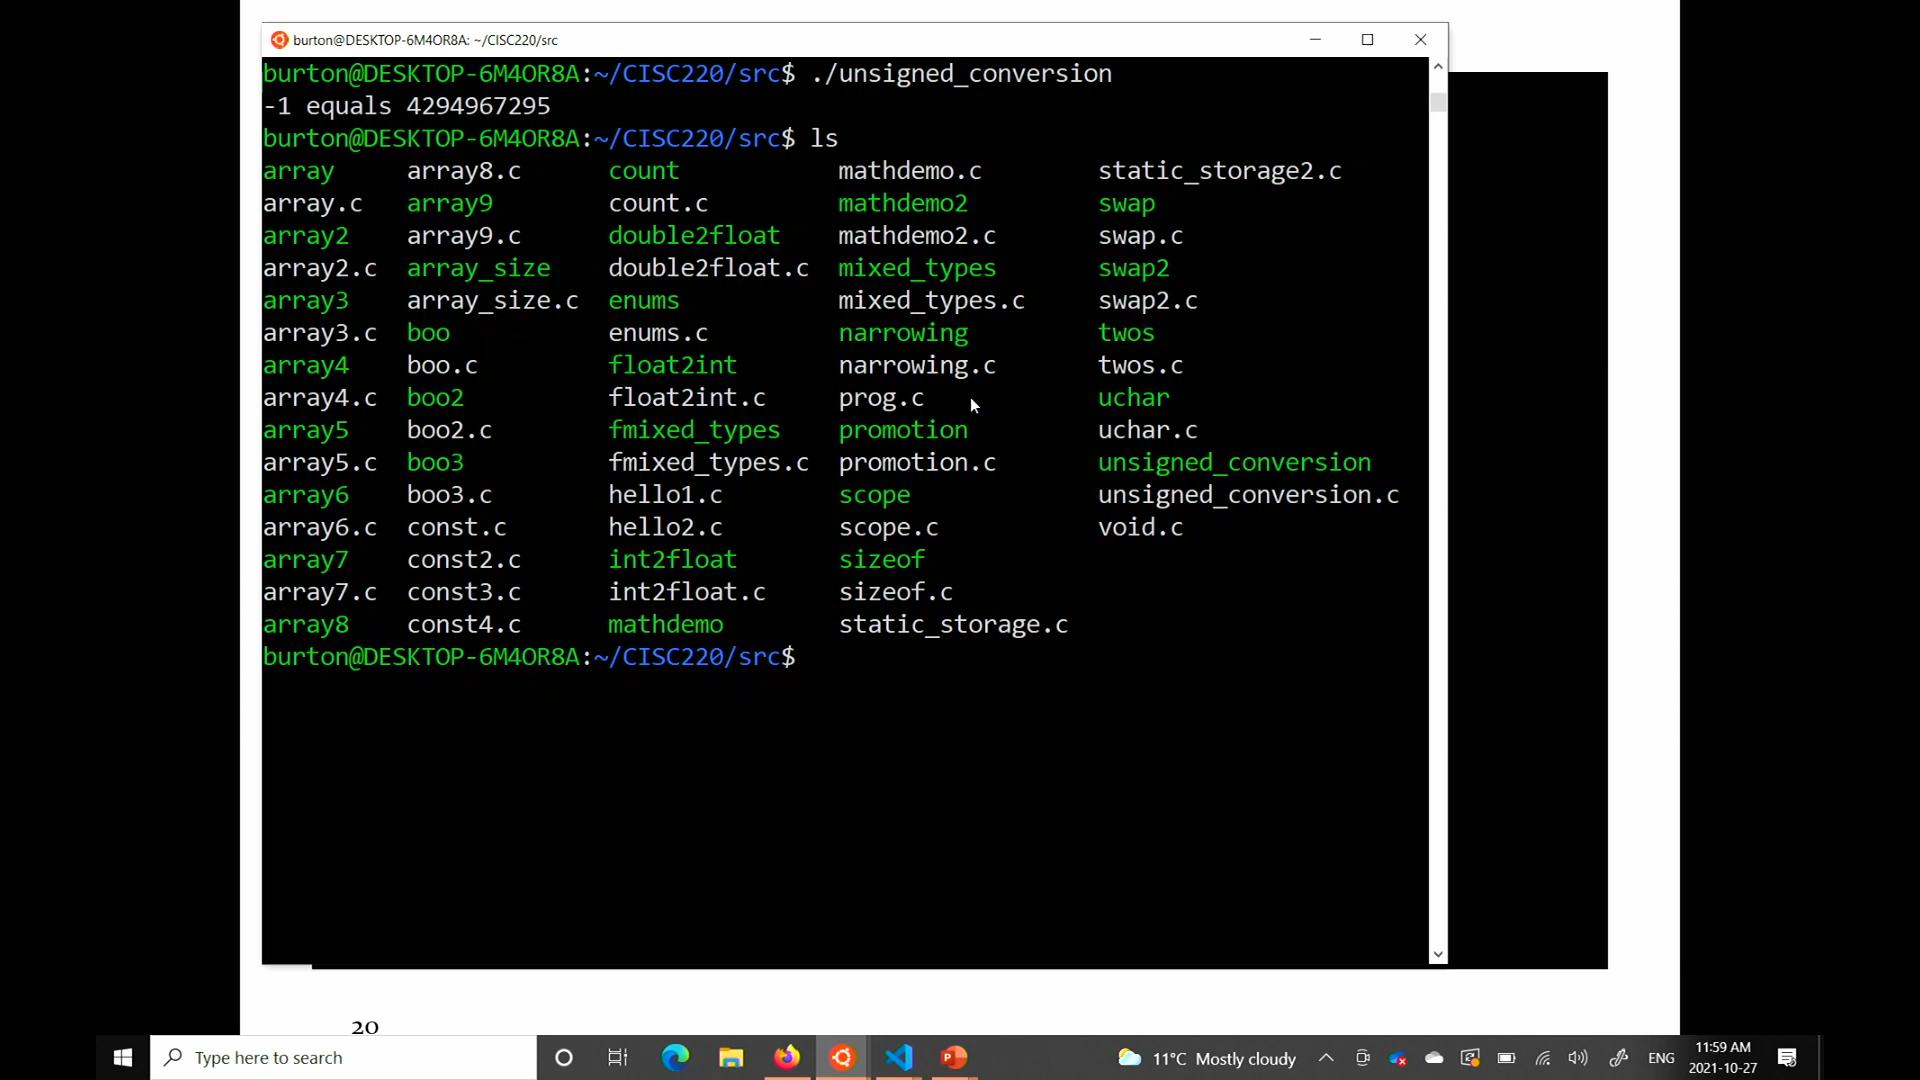 burton@DESKTOP-6M4OR8A: ~/CISC220/src
burton@DESKTOP-6M4OR8A:~/CISC220/src$ ./unsigned_conversion
-1 equals 4294967295
burton@DESKTOP-6M4OR8A:~/CISC220/src$ ls
array array8.c count mathdemo.c static_storage2.c
array.c array9 count.c mathdemo2 swap
array2 array9.c double2float mathdemo2.c swap.c
array2.c array_size double2float.c mixed_types swap2
array3 array_size.c enums mixed_types.c swap2.c
array3.c boo enums.c narrowing twos
array4 boo.c float2int narrowing.c twos.c
array4.c boo2 float2int.c prog.c uchar
array5 boo2.c fmixed_types promotion uchar.c
array5.c boo3 fmixed_types.c promotion.c unsigned_conversion
array6 boo3.c hello1.c scope unsigned_conversion.c
array6.c const.c hello2.c scope.c void.c
array7 const2.c int2float sizeof
array7.c const3.c int2float.c sizeof.c
array8 const4.c mathdemo static_storage.c
burton@DESKTOP-6M4OR8A:~/CISC220/src$
20
Type here to search
11°C Mostly cloudy
ENG
11:59 AM
2021-10-27